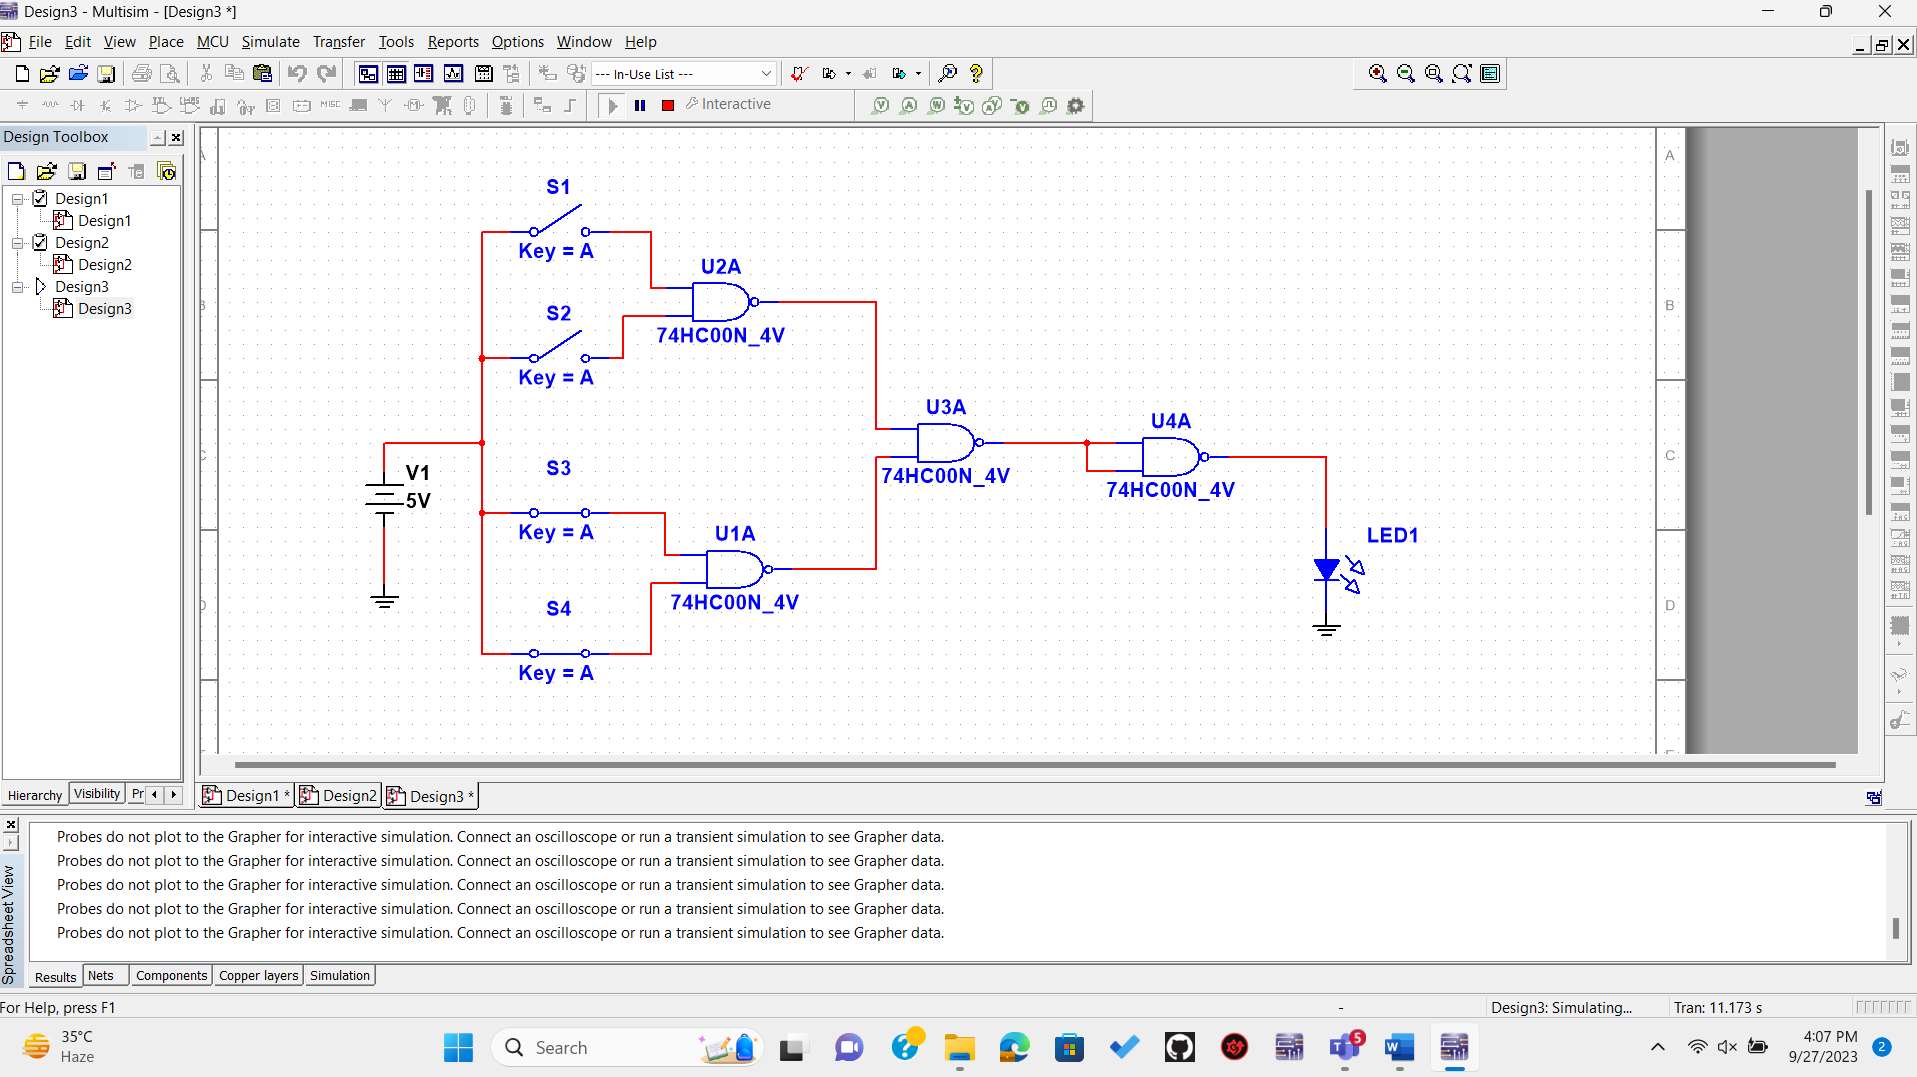 Design3 - Multisim - [Design3 *]
File Edit View Place MCU Simulate Transfer Tools Reports Options Window Help
--- In-Use List ---
MISC
Interactive
Design Toolbox
Design1
Design1
Design2
Design2
Design3
Design3
Hierarchy Visibility Pr
A
B
C
D
A
B
C
D
E
S1
Key = A
S2
Key = A
U2A
74HC00N_4V
V1
5V
S3
Key = A
S4
Key = A
U1A
74HC00N_4V
U3A
74HC00N_4V
U4A
74HC00N_4V
LED1
Design1 * Design2 Design3 *
Spreadsheet View
Probes do not plot to the Grapher for interactive simulation. Connect an oscilloscope or run a transient simulation to see Grapher data.
Probes do not plot to the Grapher for interactive simulation. Connect an oscilloscope or run a transient simulation to see Grapher data.
Probes do not plot to the Grapher for interactive simulation. Connect an oscilloscope or run a transient simulation to see Grapher data.
Probes do not plot to the Grapher for interactive simulation. Connect an oscilloscope or run a transient simulation to see Grapher data.
Probes do not plot to the Grapher for interactive simulation. Connect an oscilloscope or run a transient simulation to see Grapher data.
Results Nets Components Copper layers Simulation
For Help, press F1
-
Design3: Simulating...
Tran: 11.173 s
35°C
Haze
Search
5
4:07 PM
9/27/2023
2